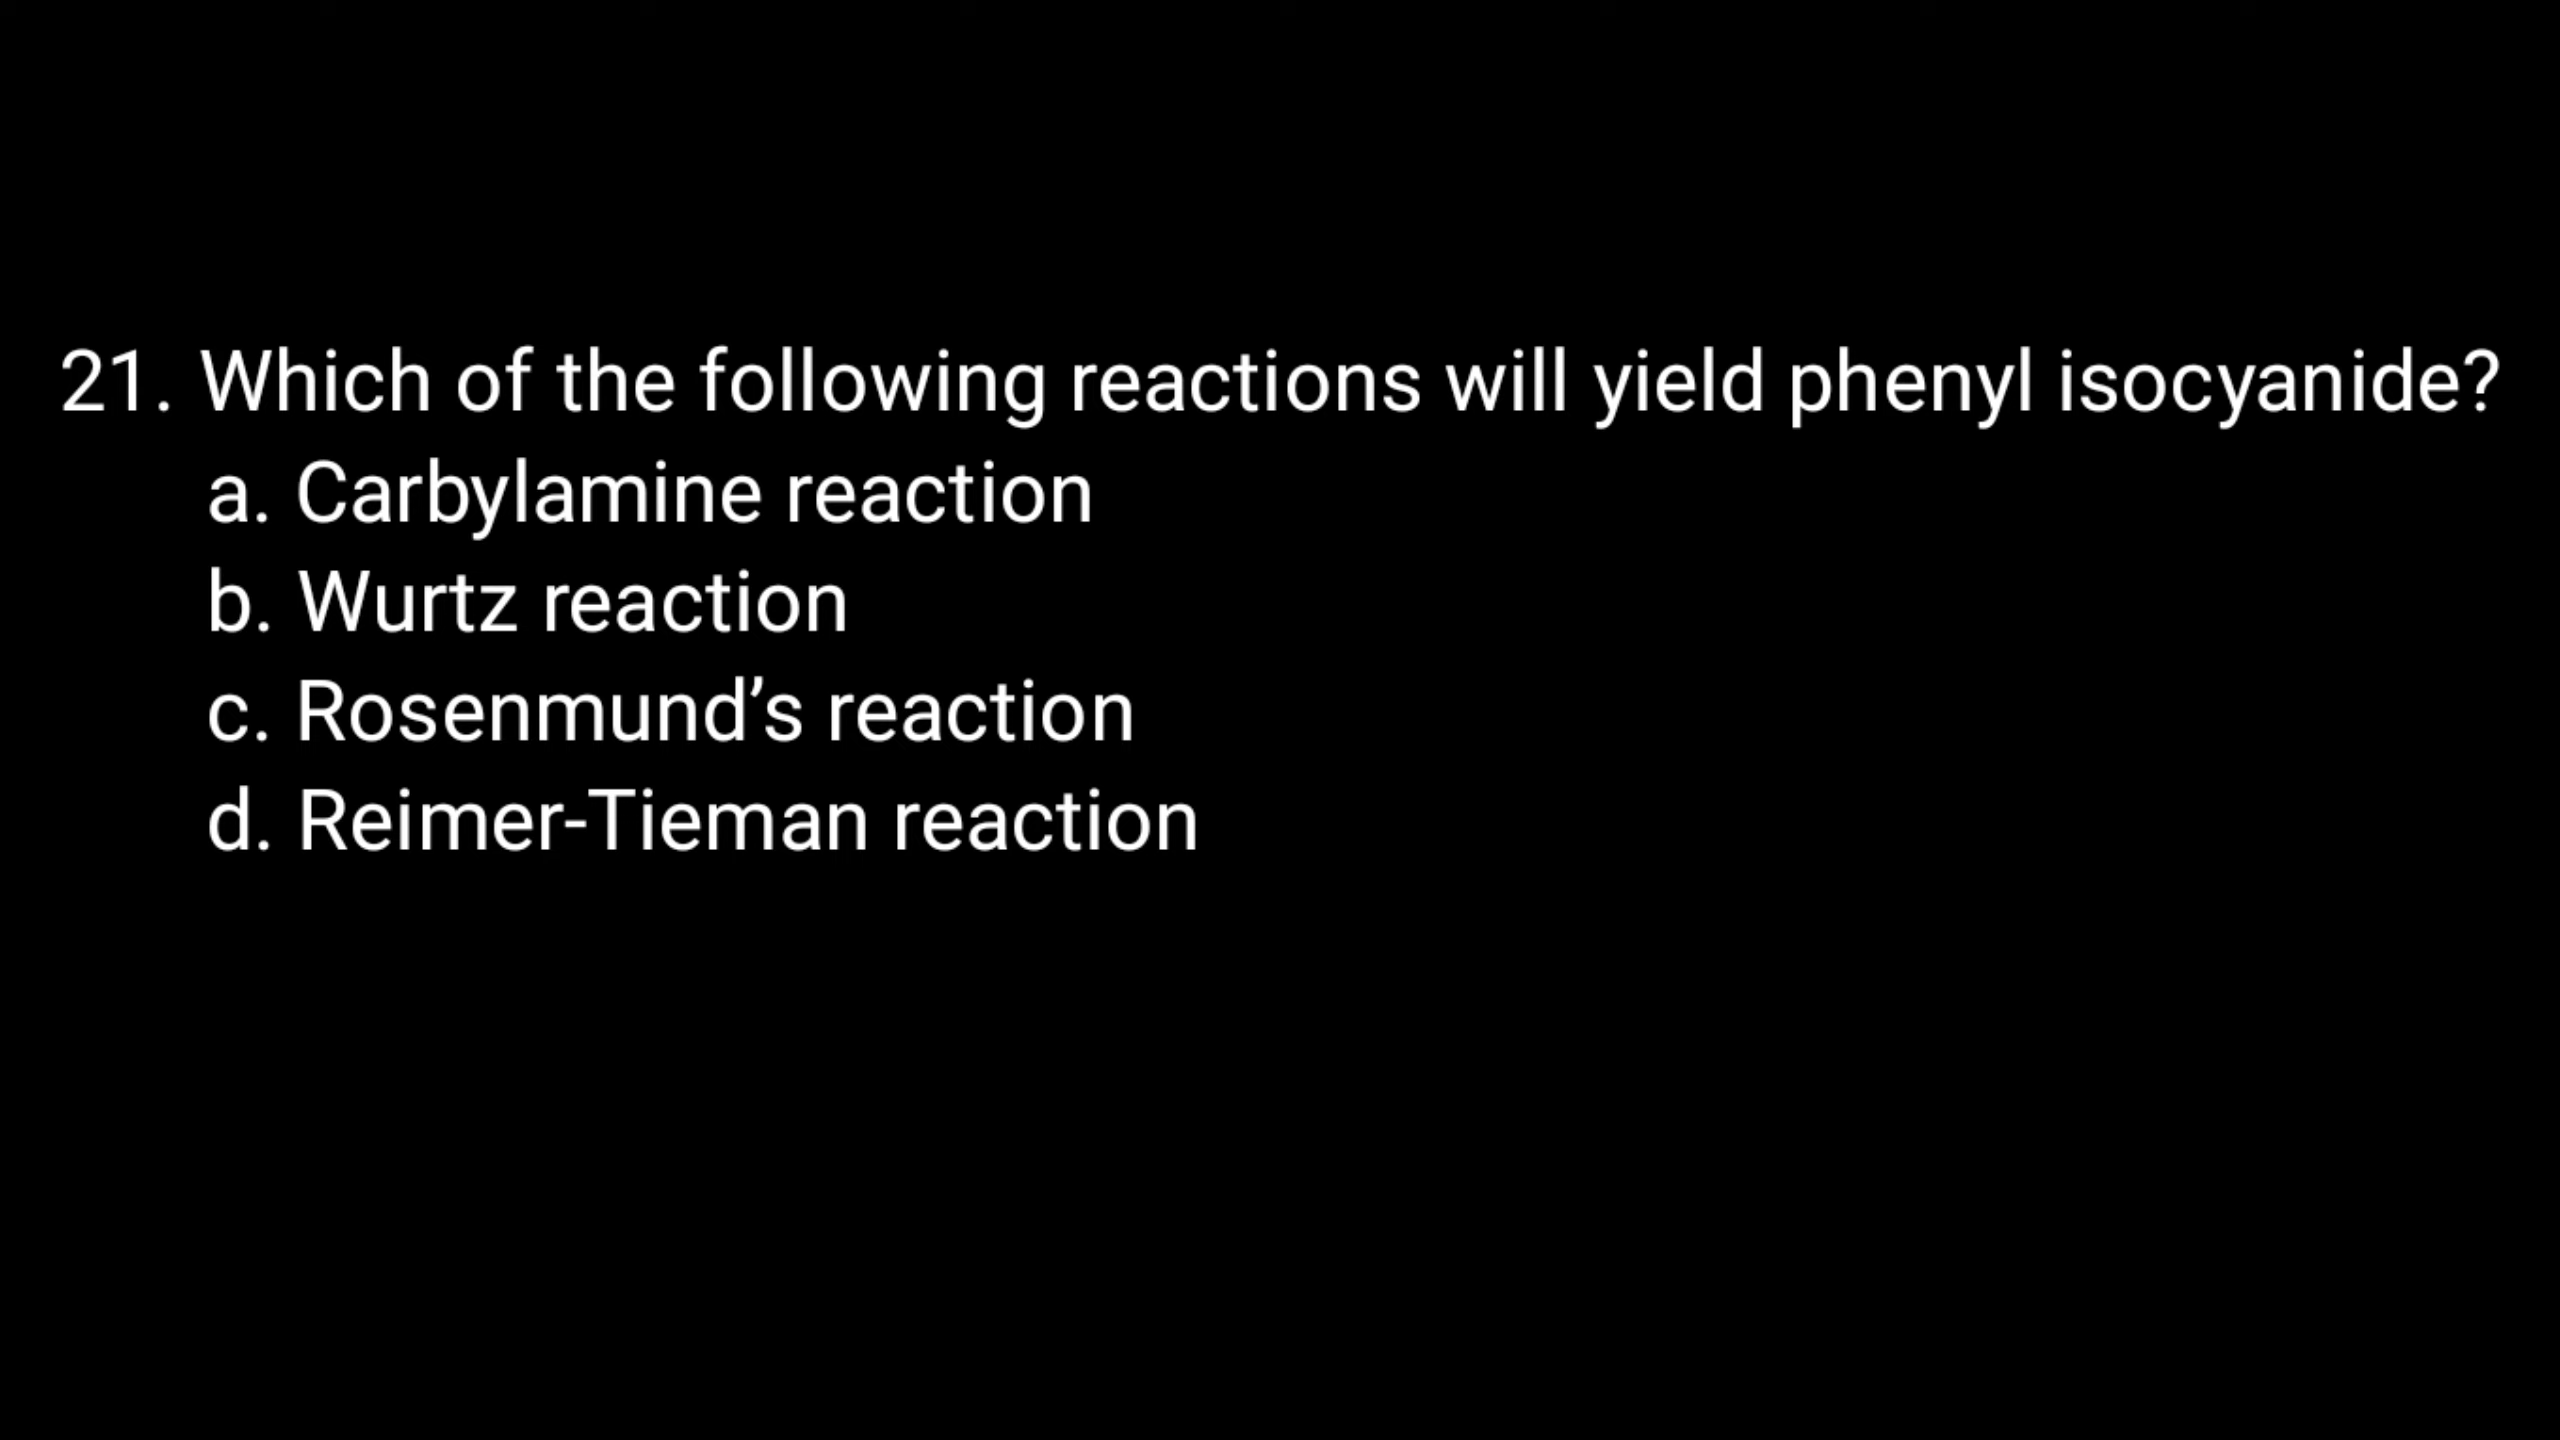 21. Which of the following reactions will yield phenyl isocyanide?
a. Carbylamine reaction
b. Wurtz reaction
c. Rosenmund’s reaction
d. Reimer-Tieman reaction